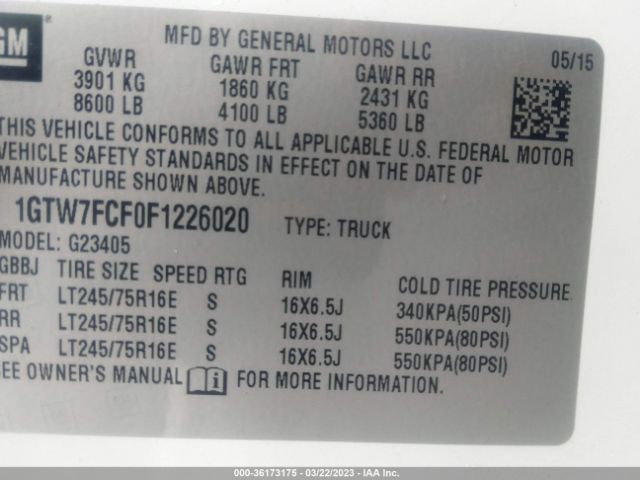 GM ®
MFD BY GENERAL MOTORS LLC 05/15
GVWR GAWR FRT GAWR RR
3901 KG 1860 KG 2431 KG
8600 LB 4100 LB 5360 LB
THIS VEHICLE CONFORMS TO ALL APPLICABLE U.S. FEDERAL MOTOR
VEHICLE SAFETY STANDARDS IN EFFECT ON THE DATE OF
MANUFACTURE SHOWN ABOVE.
1GTW7FCF0F1226020 TYPE: TRUCK
MODEL: G23405
GBBJ TIRE SIZE SPEED RTG RIM COLD TIRE PRESSURE
FRT LT245/75R16E S 16X6.5J 340KPA(50PSI)
RR LT245/75R16E S 16X6.5J 550KPA(80PSI)
SPA LT245/75R16E S 16X6.5J 550KPA(80PSI)
EE OWNER'S MANUAL FOR MORE INFORMATION.
000-36173175 - 03/22/2023 - IAAI.COM